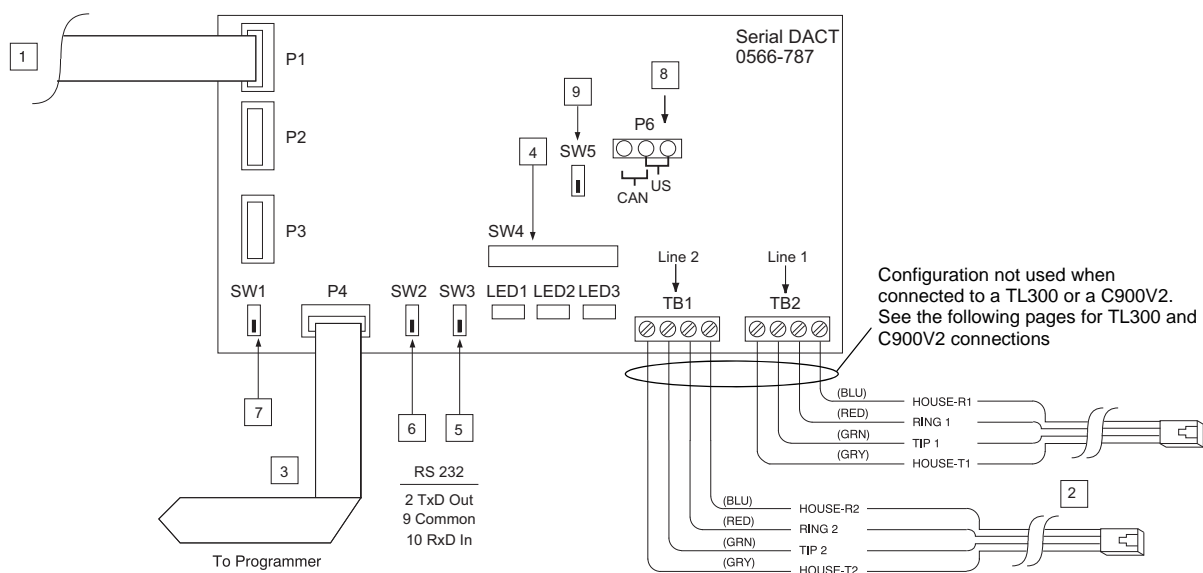 Serial DACT
0566-787
1
P1
8
9
P6
P2
4
SW5
US
CAN
P3
SW4
Line 2
Line 1
Configuration not used when
connected to a TL300 or a C900V2.
See the following pages for TL300 and
C900V2 connections
SW1
P4
SW2
SW3
LED1
LED2
LED3
TB1
TB2
(BLU)
HOUSE-R1
(RED)
RING 1
(GRN)
TIP 1
(GRY)
HOUSE-T1
7
6
5
3
RS 232
2 TxD Out
9 Common
10 RxD In
2
(BLU)
HOUSE-R2
(RED)
RING 2
(GRN)
TIP 2
(GRY)
HOUSE-T2
To Programmer